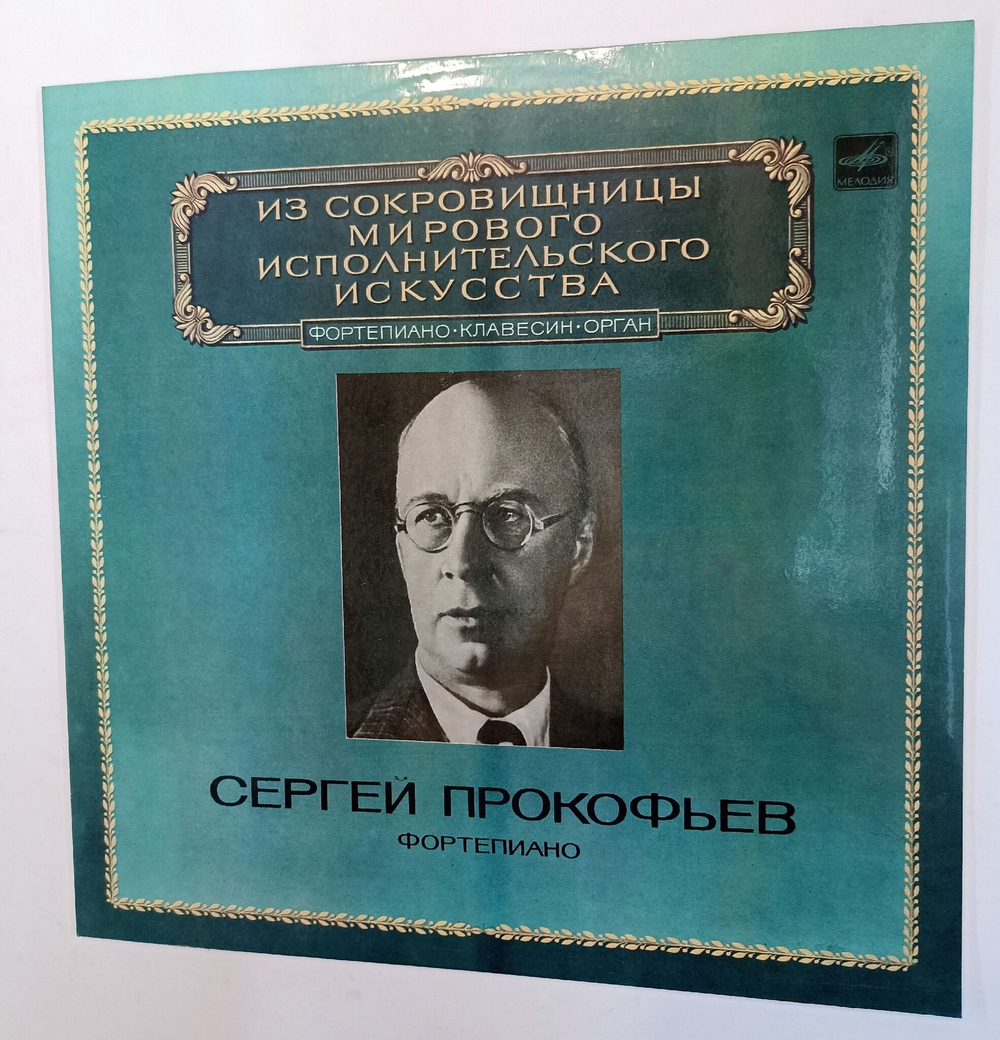 ИЗ СОКРОВИЩНИЦЫ
МИРОВОГО
ИСПОЛНИТЕЛЬСКОГО
ИСКУССТВА
ФОРТЕПИАНО·КЛАВЕСИН·ОРГАН
МЕЛОДИЯ
СЕРГЕЙ ПРОКОФЬЕВ
ФОРТЕПИАНО